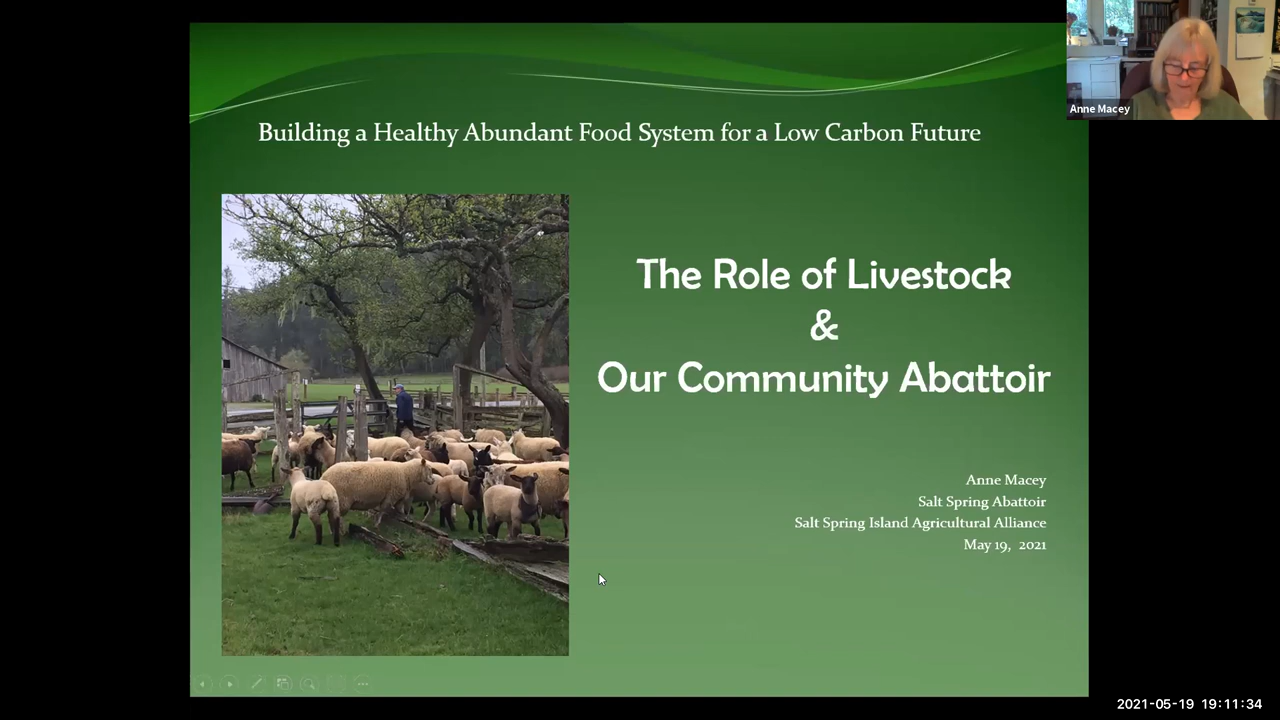 Building a Healthy Abundant Food System for a Low Carbon Future
The Role of Livestock
&
Our Community Abattoir
Anne Macey
Salt Spring Abattoir
Salt Spring Island Agricultural Alliance
May 19, 2021
Anne Macey
2021-05-19 19:11:34